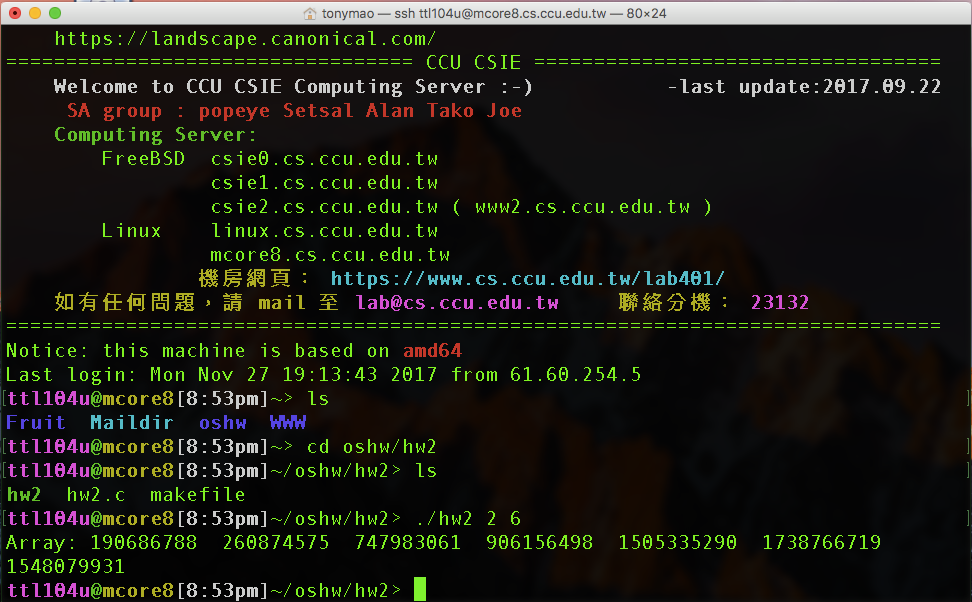 tonymao — ssh ttl104u@mcore8.cs.ccu.edu.tw — 80×24
https://landscape.canonical.com/
================================== CCU CSIE ==================================
Welcome to CCU CSIE Computing Server :-) -last update:2017.09.22
SA group : popeye Setsal Alan Tako Joe
Computing Server:
FreeBSD csie0.cs.ccu.edu.tw
csie1.cs.ccu.edu.tw
csie2.cs.ccu.edu.tw ( www2.cs.ccu.edu.tw )
Linux linux.cs.ccu.edu.tw
mcore8.cs.ccu.edu.tw
機房網頁： https://www.cs.ccu.edu.tw/lab401/
如有任何問題，請 mail 至 lab@cs.ccu.edu.tw 聯絡分機： 23132
==============================================================================
Notice: this machine is based on amd64
Last login: Mon Nov 27 19:13:43 2017 from 61.60.254.5
[ttl104u@mcore8[8:53pm]~> ls ]
Fruit Maildir oshw WWW
[ttl104u@mcore8[8:53pm]~> cd oshw/hw2 ]
[ttl104u@mcore8[8:53pm]~/oshw/hw2> ls ]
hw2 hw2.c makefile
[ttl104u@mcore8[8:53pm]~/oshw/hw2> ./hw2 2 6 ]
Array: 190686788 260874575 747983061 906156498 1505335290 1738766719
1548079931
ttl104u@mcore8[8:53pm]~/oshw/hw2>